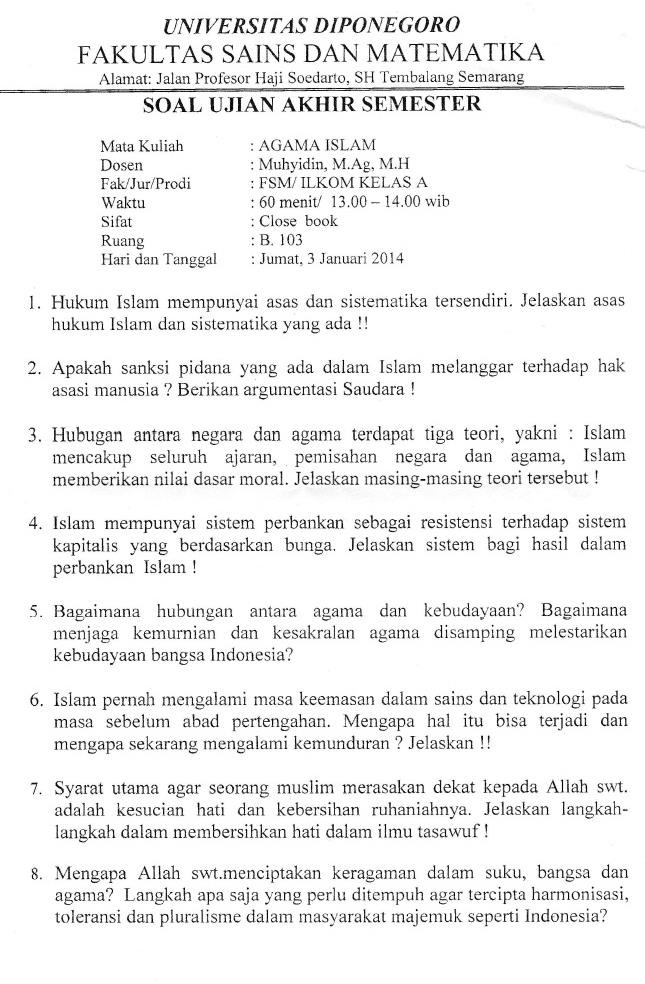 UNIVERSITAS DIPONEGORO
FAKULTAS SAINS DAN MATEMATIKA
Alamat: Jalan Profesor Haji Soedarto, SH Tembalang Semarang
SOAL UJIAN AKHIR SEMESTER
Mata Kuliah : AGAMA ISLAM
Dosen : Muhyidin, M.Ag, M.H
Fak/Jur/Prodi : FSM/ ILKOM KELAS A
Waktu : 60 menit/ 13.00 – 14.00 wib
Sifat : Close book
Ruang : B. 103
Hari dan Tanggal : Jumat, 3 Januari 2014
1. Hukum Islam mempunyai asas dan sistematika tersendiri. Jelaskan asas
hukum Islam dan sistematika yang ada !!
2. Apakah sanksi pidana yang ada dalam Islam melanggar terhadap hak
asasi manusia ? Berikan argumentasi Saudara !
3. Hubugan antara negara dan agama terdapat tiga teori, yakni : Islam
mencakup seluruh ajaran, pemisahan negara dan agama, Islam
memberikan nilai dasar moral. Jelaskan masing-masing teori tersebut !
4. Islam mempunyai sistem perbankan sebagai resistensi terhadap sistem
kapitalis yang berdasarkan bunga. Jelaskan sistem bagi hasil dalam
perbankan Islam !
5. Bagaimana hubungan antara agama dan kebudayaan? Bagaimana
menjaga kemurnian dan kesakralan agama disamping melestarikan
kebudayaan bangsa Indonesia?
6. Islam pernah mengalami masa keemasan dalam sains dan teknologi pada
masa sebelum abad pertengahan. Mengapa hal itu bisa terjadi dan
mengapa sekarang mengalami kemunduran ? Jelaskan !!
7. Syarat utama agar seorang muslim merasakan dekat kepada Allah swt.
adalah kesucian hati dan kebersihan ruhaniahnya. Jelaskan langkah-
langkah dalam membersihkan hati dalam ilmu tasawuf !
8. Mengapa Allah swt.menciptakan keragaman dalam suku, bangsa dan
agama? Langkah apa saja yang perlu ditempuh agar tercipta harmonisasi,
toleransi dan pluralisme dalam masyarakat majemuk seperti Indonesia?